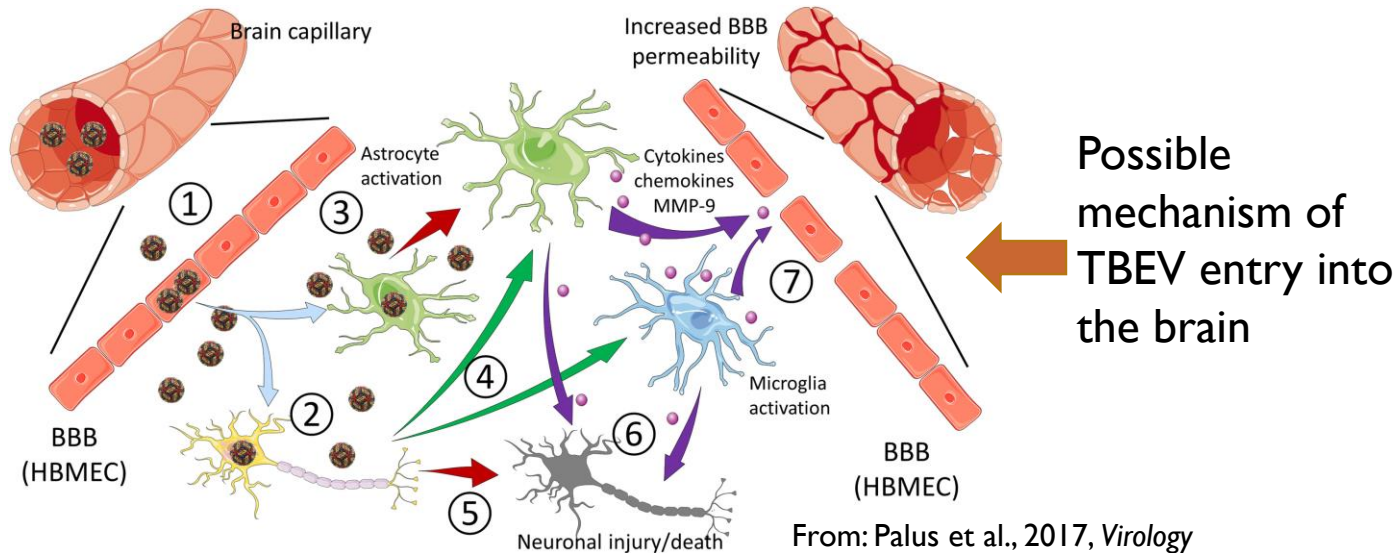 Brain capillary
Increased BBB
permeability
Astrocyte
activation
Cytokines
chemokines
MMP-9
1
3
7
4
2
6
5
Microglia
activation
BBB
(HBMEC)
BBB
(HBMEC)
Neuronal injury/death
Possible
mechanism of
TBEV entry into
the brain
From: Palus et al., 2017, Virology